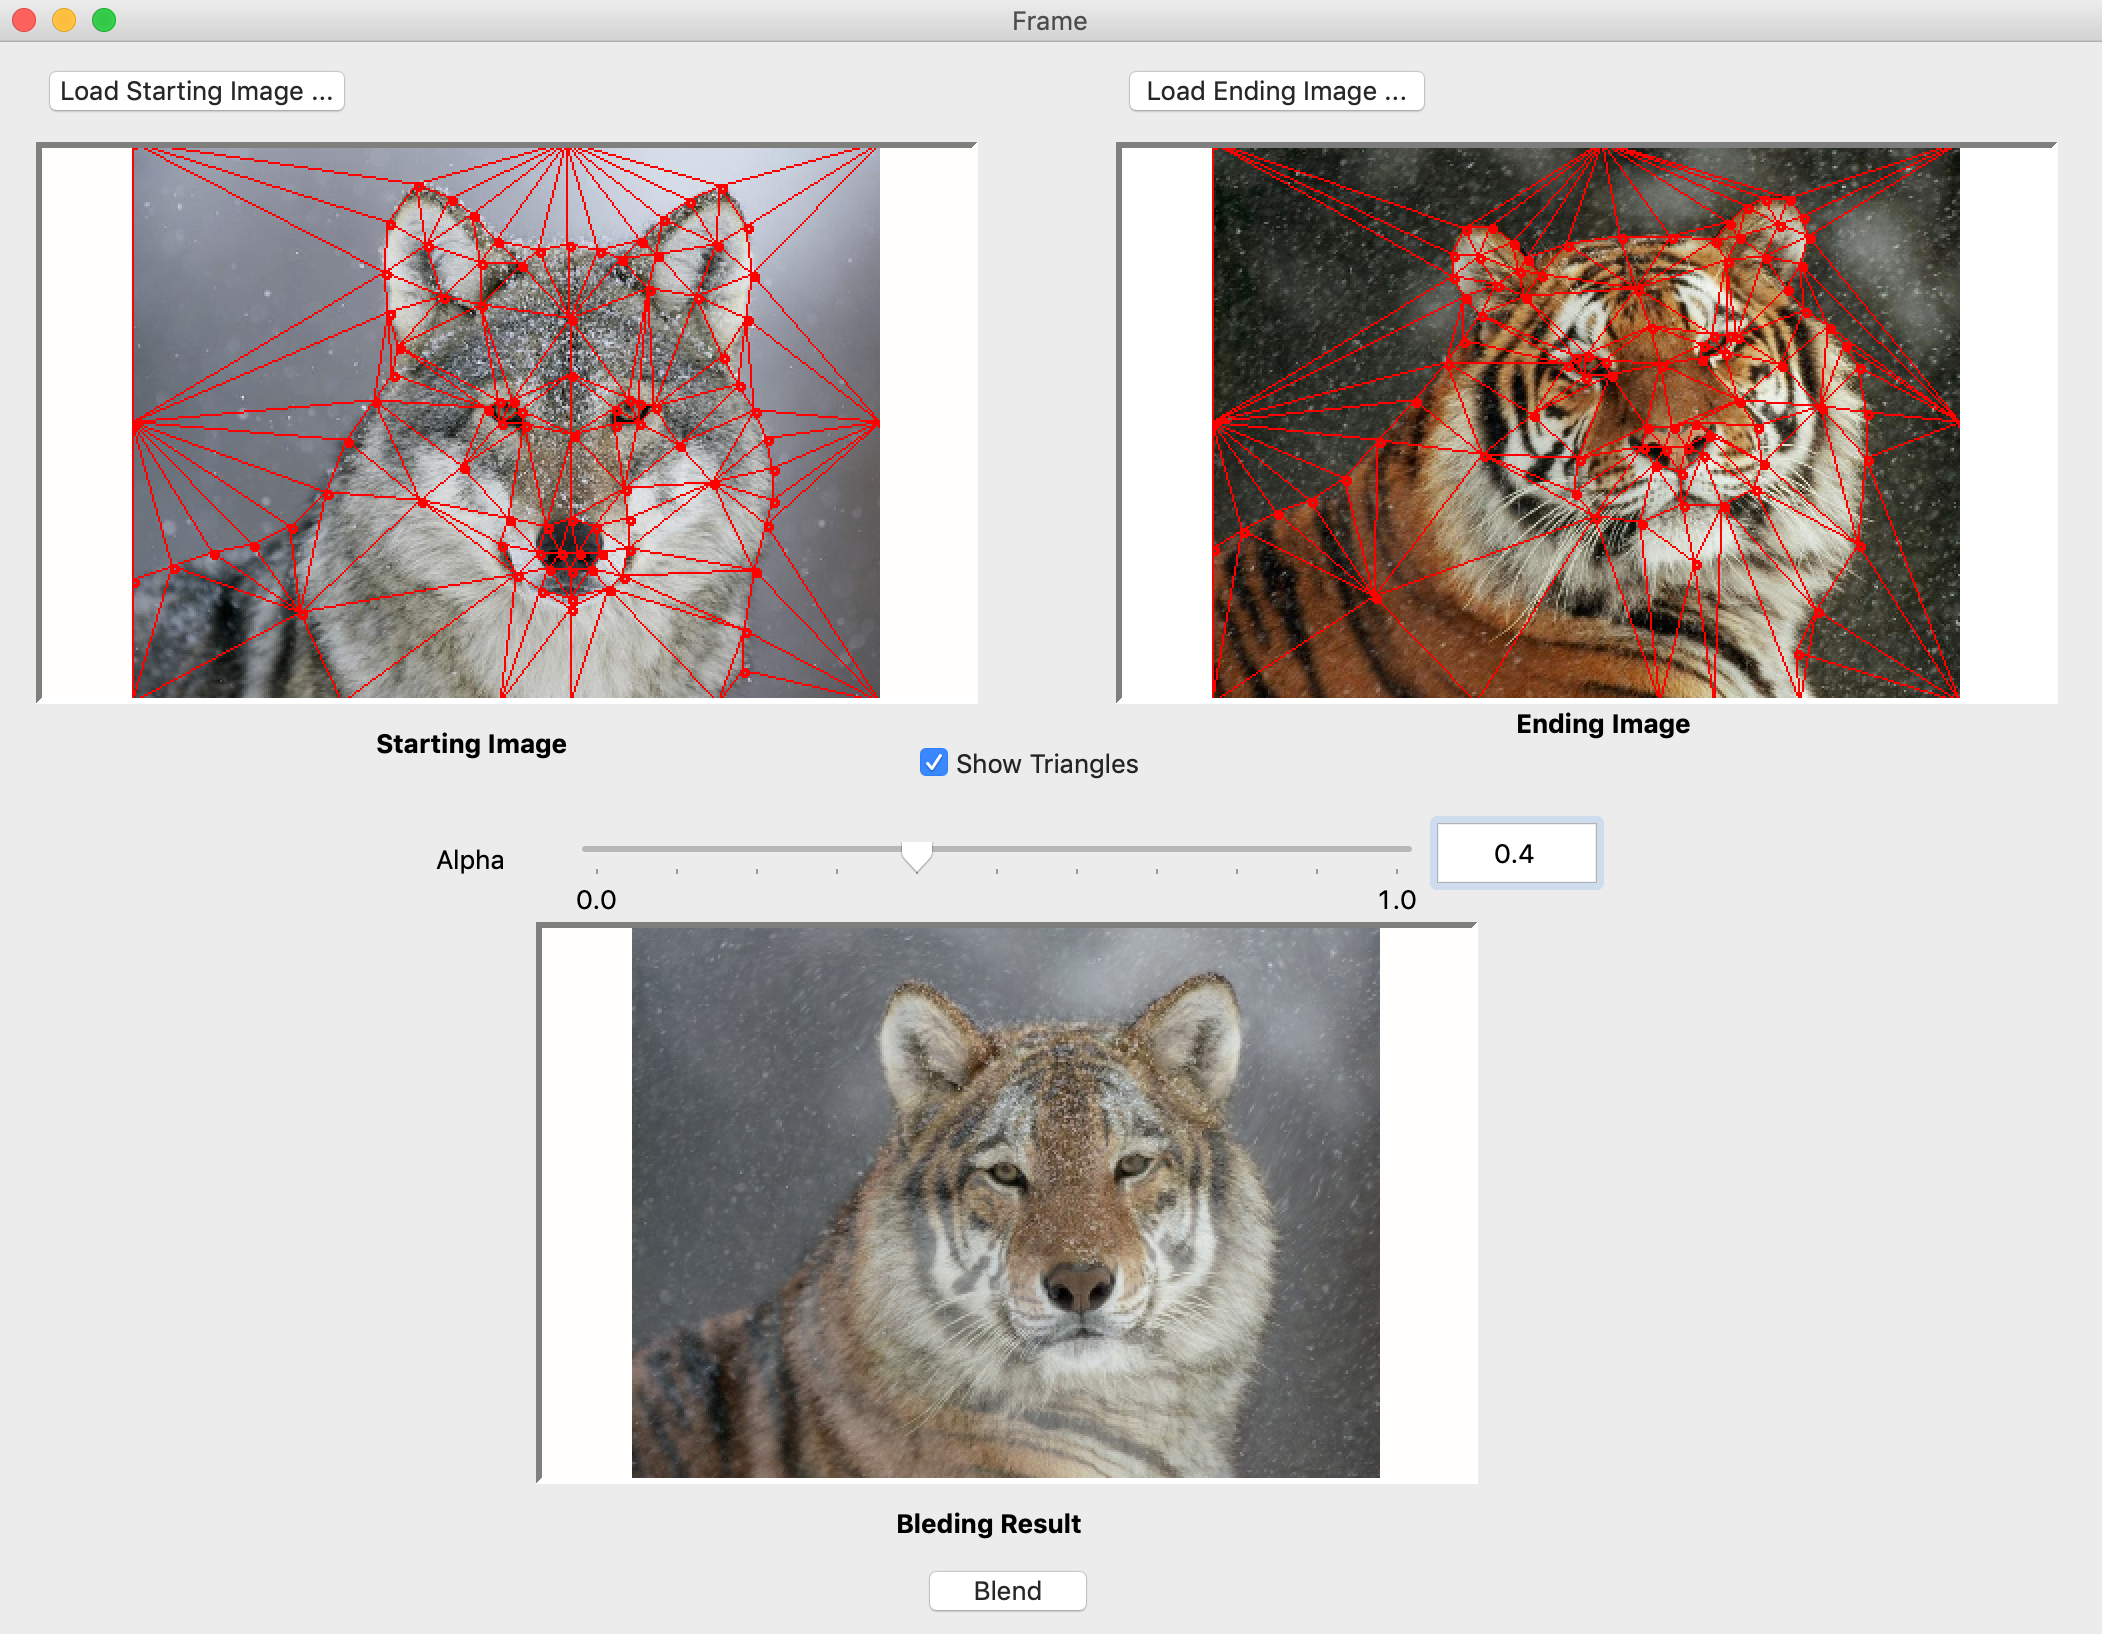 Frame
Load Starting Image ...
Load Ending Image ...
Starting Image
Ending Image
Show Triangles
Alpha
0.4
0.0
1.0
Bleding Result
Blend